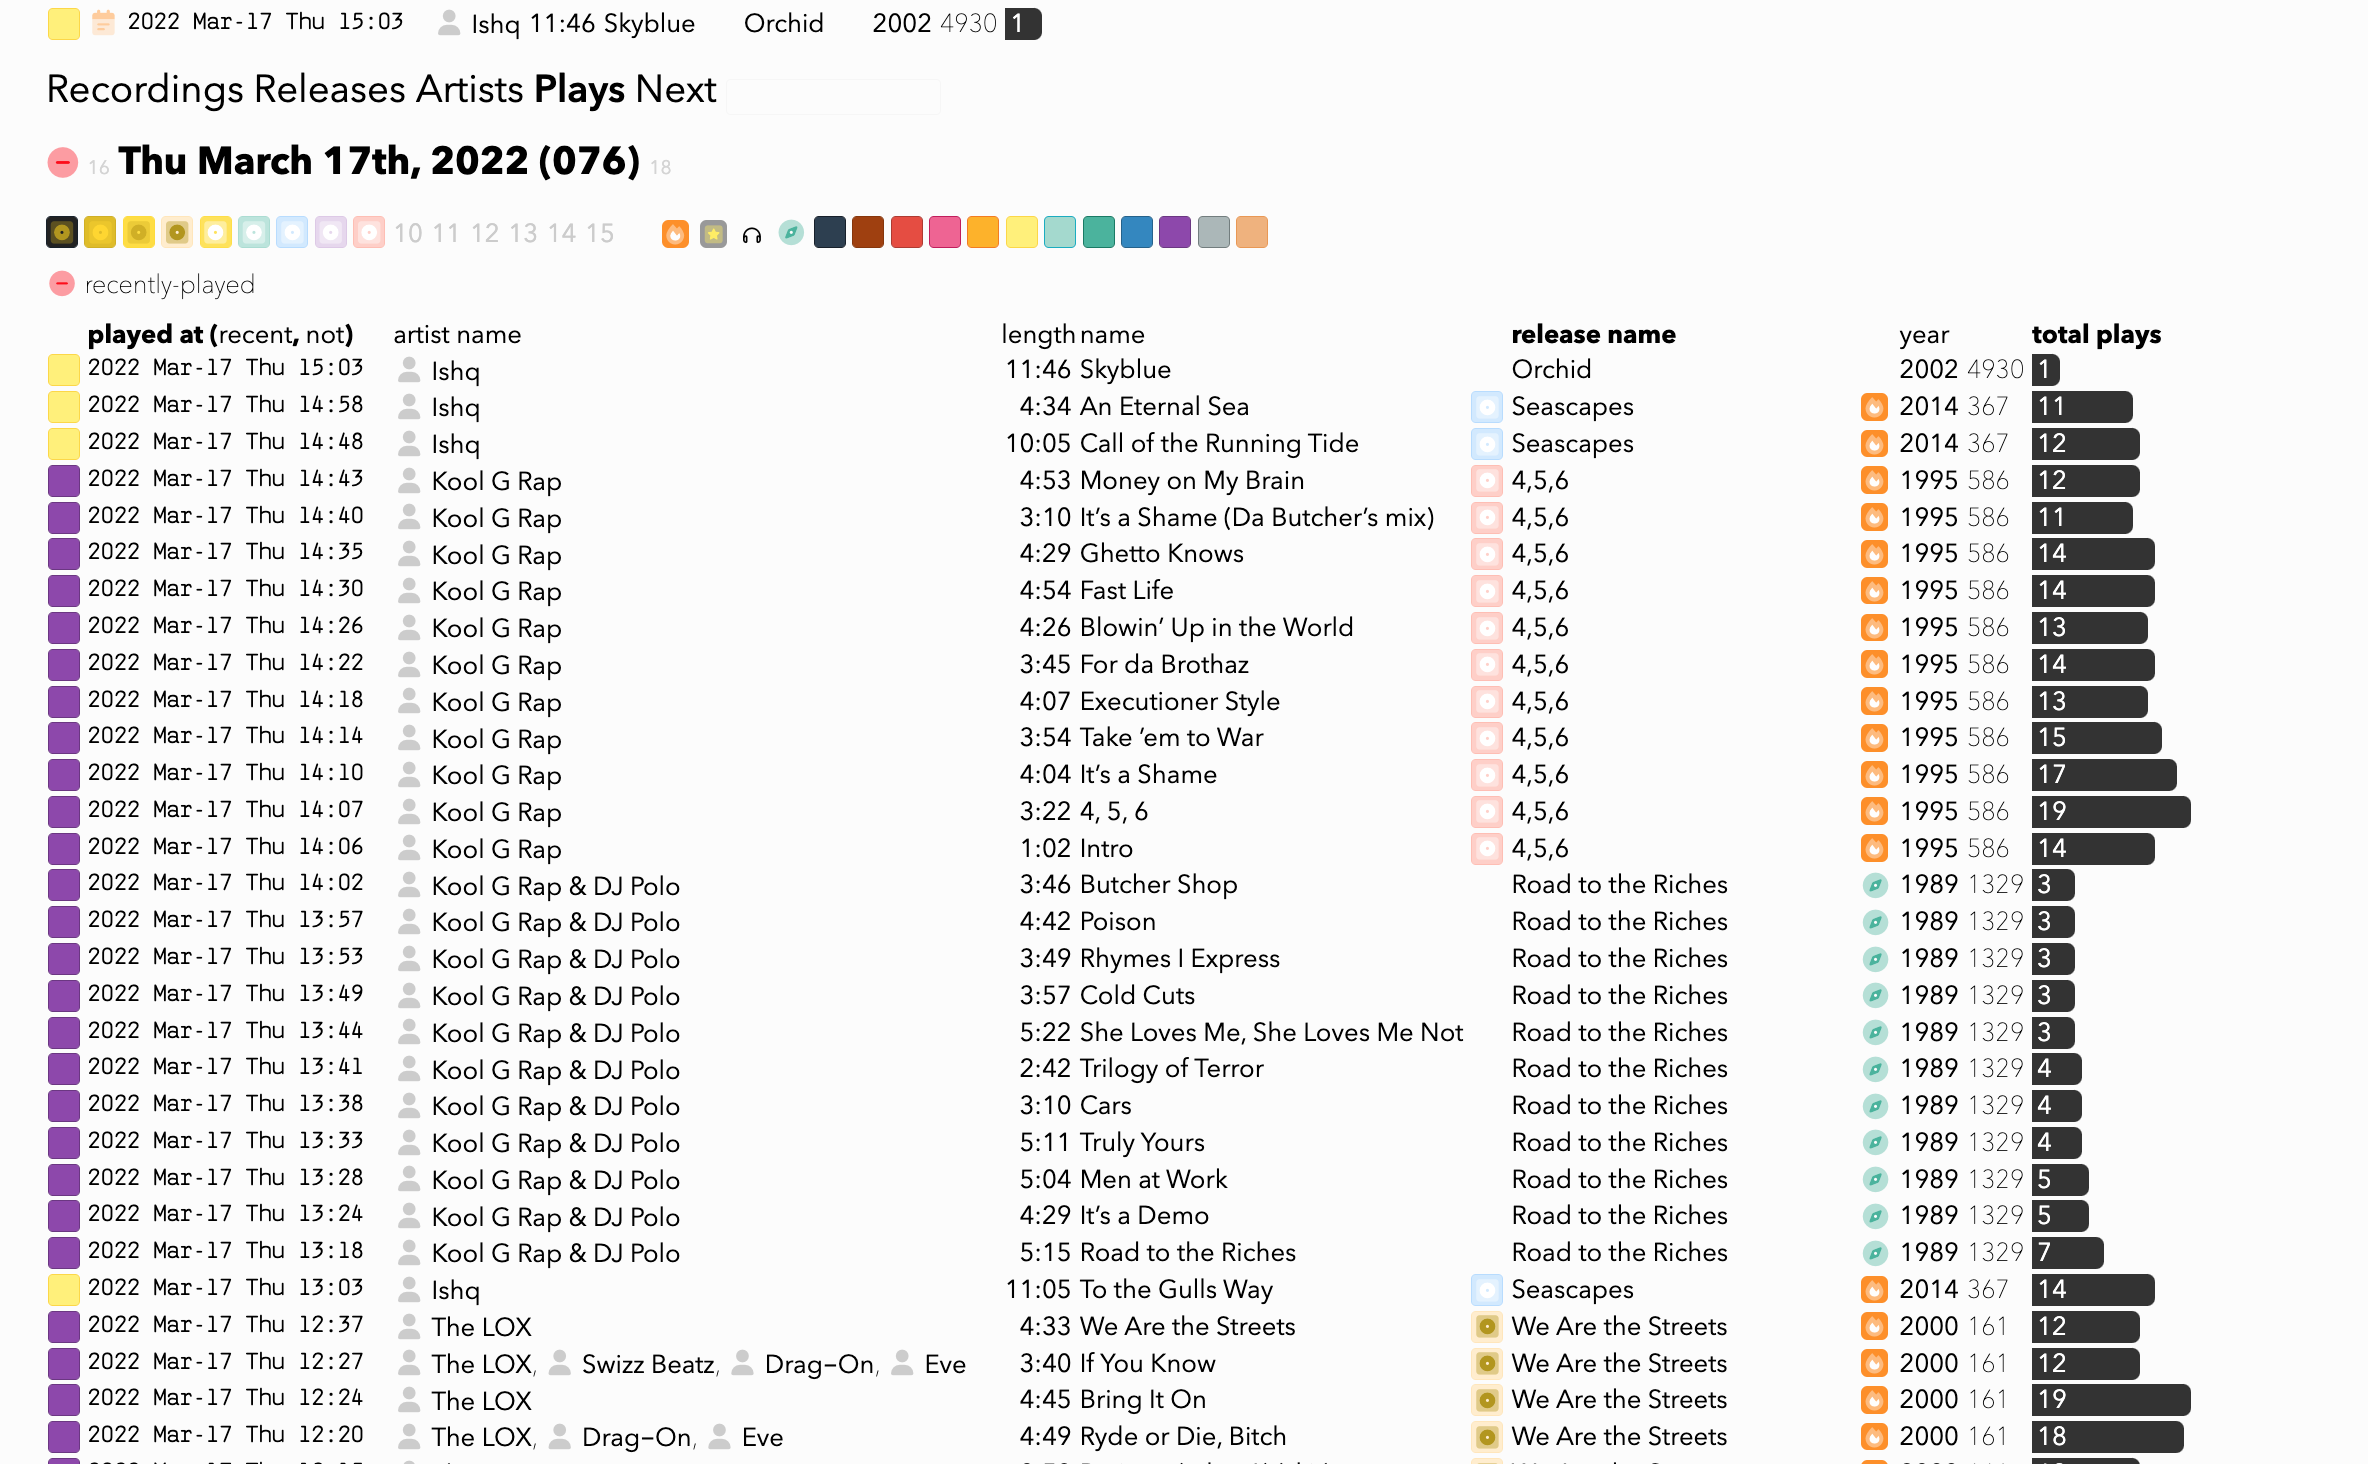 2022 Mar-17 Thu 15:03 Ishq 11:46 Skyblue Orchid 2002 4930 1
Recordings Releases Artists Plays Next
16 Thu March 17th, 2022 (076) 18
10 11 12 13 14 15
recently-played
played at (recent, not) artist name length name release name year total plays
2022 Mar-17 Thu 15:03 Ishq 11:46 Skyblue Orchid 2002 4930 1
2022 Mar-17 Thu 14:58 Ishq 4:34 An Eternal Sea Seascapes 2014 367 11
2022 Mar-17 Thu 14:48 Ishq 10:05 Call of the Running Tide Seascapes 2014 367 12
2022 Mar-17 Thu 14:43 Kool G Rap 4:53 Money on My Brain 4,5,6 1995 586 12
2022 Mar-17 Thu 14:40 Kool G Rap 3:10 It’s a Shame (Da Butcher’s mix) 4,5,6 1995 586 11
2022 Mar-17 Thu 14:35 Kool G Rap 4:29 Ghetto Knows 4,5,6 1995 586 14
2022 Mar-17 Thu 14:30 Kool G Rap 4:54 Fast Life 4,5,6 1995 586 14
2022 Mar-17 Thu 14:26 Kool G Rap 4:26 Blowin’ Up in the World 4,5,6 1995 586 13
2022 Mar-17 Thu 14:22 Kool G Rap 3:45 For da Brothaz 4,5,6 1995 586 14
2022 Mar-17 Thu 14:18 Kool G Rap 4:07 Executioner Style 4,5,6 1995 586 13
2022 Mar-17 Thu 14:14 Kool G Rap 3:54 Take ’em to War 4,5,6 1995 586 15
2022 Mar-17 Thu 14:10 Kool G Rap 4:04 It’s a Shame 4,5,6 1995 586 17
2022 Mar-17 Thu 14:07 Kool G Rap 3:22 4, 5, 6 4,5,6 1995 586 19
2022 Mar-17 Thu 14:06 Kool G Rap 1:02 Intro 4,5,6 1995 586 14
2022 Mar-17 Thu 14:02 Kool G Rap & DJ Polo 3:46 Butcher Shop Road to the Riches 1989 1329 3
2022 Mar-17 Thu 13:57 Kool G Rap & DJ Polo 4:42 Poison Road to the Riches 1989 1329 3
2022 Mar-17 Thu 13:53 Kool G Rap & DJ Polo 3:49 Rhymes I Express Road to the Riches 1989 1329 3
2022 Mar-17 Thu 13:49 Kool G Rap & DJ Polo 3:57 Cold Cuts Road to the Riches 1989 1329 3
2022 Mar-17 Thu 13:44 Kool G Rap & DJ Polo 5:22 She Loves Me, She Loves Me Not Road to the Riches 1989 1329 3
2022 Mar-17 Thu 13:41 Kool G Rap & DJ Polo 2:42 Trilogy of Terror Road to the Riches 1989 1329 4
2022 Mar-17 Thu 13:38 Kool G Rap & DJ Polo 3:10 Cars Road to the Riches 1989 1329 4
2022 Mar-17 Thu 13:33 Kool G Rap & DJ Polo 5:11 Truly Yours Road to the Riches 1989 1329 4
2022 Mar-17 Thu 13:28 Kool G Rap & DJ Polo 5:04 Men at Work Road to the Riches 1989 1329 5
2022 Mar-17 Thu 13:24 Kool G Rap & DJ Polo 4:29 It’s a Demo Road to the Riches 1989 1329 5
2022 Mar-17 Thu 13:18 Kool G Rap & DJ Polo 5:15 Road to the Riches Road to the Riches 1989 1329 7
2022 Mar-17 Thu 13:03 Ishq 11:05 To the Gulls Way Seascapes 2014 367 14
2022 Mar-17 Thu 12:37 The LOX 4:33 We Are the Streets We Are the Streets 2000 161 12
2022 Mar-17 Thu 12:27 The LOX, Swizz Beatz, Drag-On, Eve 3:40 If You Know We Are the Streets 2000 161 12
2022 Mar-17 Thu 12:24 The LOX 4:45 Bring It On We Are the Streets 2000 161 19
2022 Mar-17 Thu 12:20 The LOX, Drag-On, Eve 4:49 Ryde or Die, Bitch We Are the Streets 2000 161 18